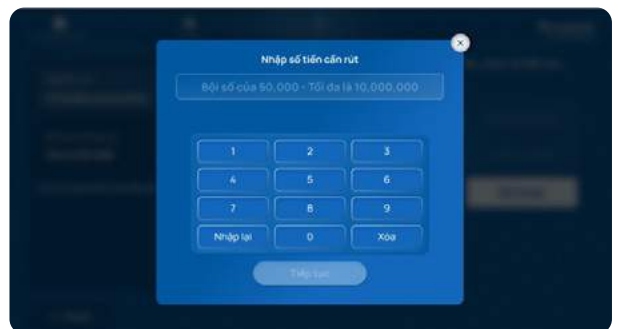 Nhập số tiền cần rút
Bội số của 50,000 - Tối đa là 10,000,000
1 2 3
4 5 6
7 8 9
Nhập lại 0 Xóa
Tiếp tục